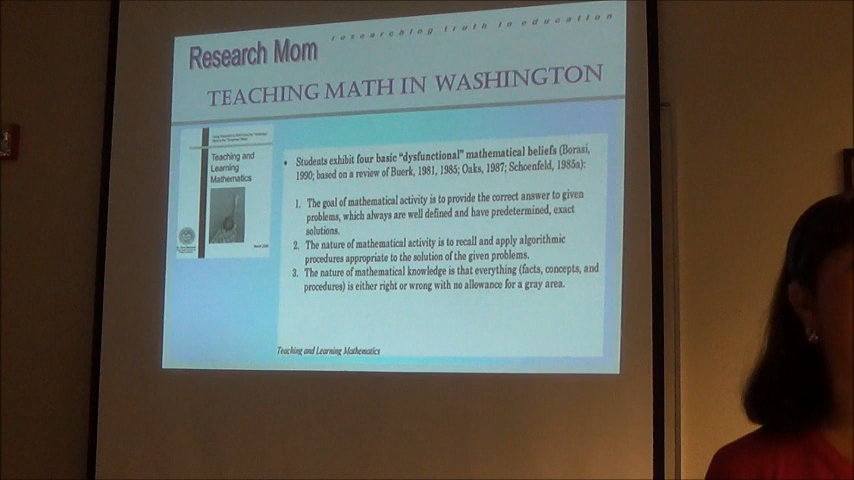 researching truth in education
Research Mom
TEACHING MATH IN WASHINGTON
Teaching and
Learning
Mathematics
• Students exhibit four basic "dysfunctional" mathematical beliefs (Borasi,
1990; based on a review of Buerk, 1981, 1985; Oaks, 1987; Schoenfeld, 1985a):
1. The goal of mathematical activity is to provide the correct answer to given
problems, which always are well defined and have predetermined, exact
solutions.
2. The nature of mathematical activity is to recall and apply algorithmic
procedures appropriate to the solution of the given problems.
3. The nature of mathematical knowledge is that everything (facts, concepts, and
procedures) is either right or wrong with no allowance for a gray area.
Teaching and Learning Mathematics